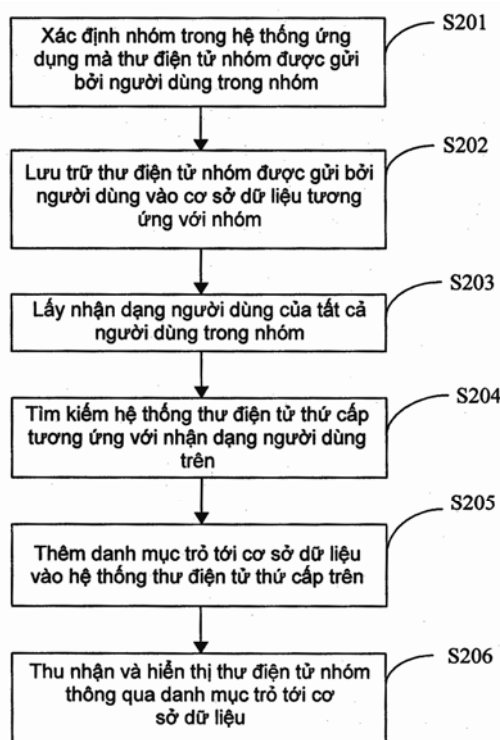 Xác định nhóm trong hệ thống ứng
dụng mà thư điện tử nhóm được gửi
bởi người dùng trong nhóm
S201
Lưu trữ thư điện tử nhóm được gửi bởi
người dùng vào cơ sở dữ liệu tương
ứng với nhóm
S202
Lấy nhận dạng người dùng của tất cả
người dùng trong nhóm
S203
Tìm kiếm hệ thống thư điện tử thứ cấp
tương ứng với nhận dạng người dùng
trên
S204
Thêm danh mục trỏ tới cơ sở dữ liệu
vào hệ thống thư điện tử thứ cấp trên
S205
Thu nhận và hiển thị thư điện tử nhóm
thông qua danh mục trỏ tới cơ
sở dữ liệu
S206